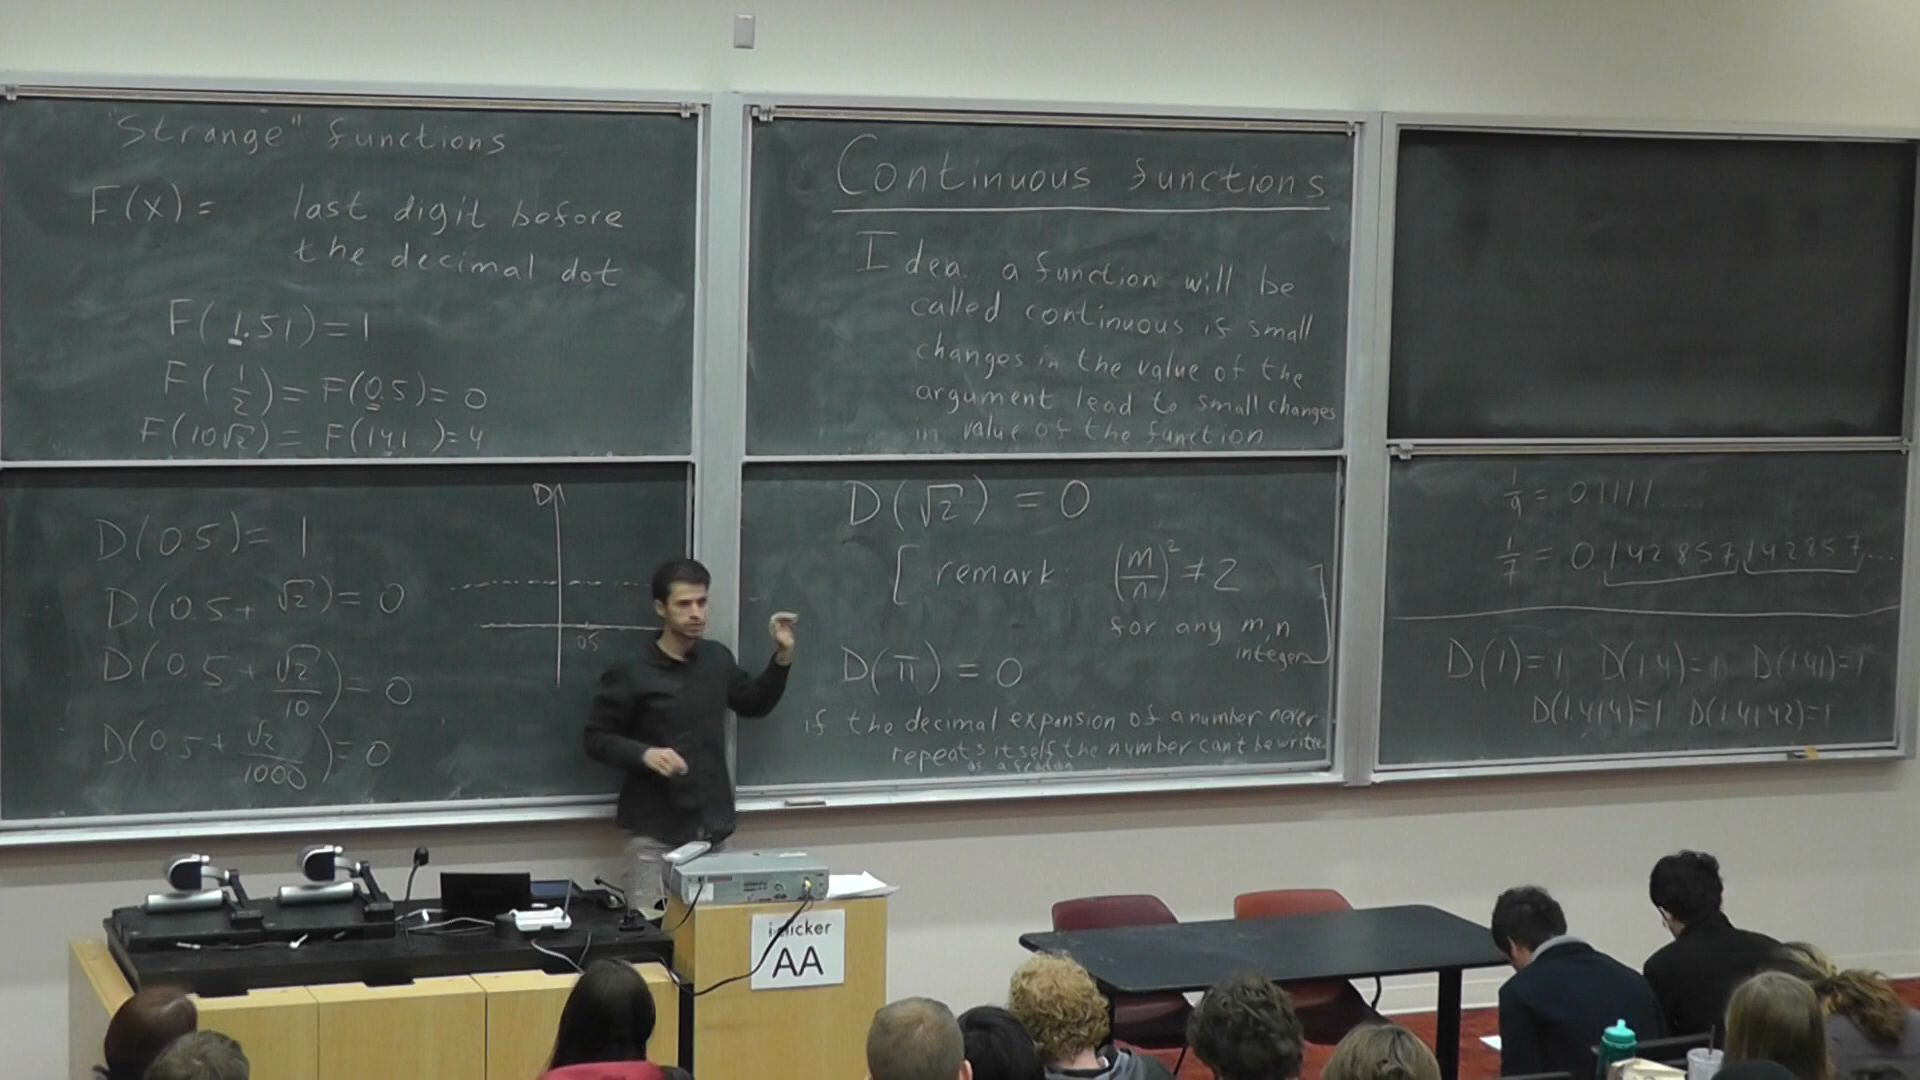 "Strange" functions
F(x) = last digit before
the decimal dot
F(1.51) = 1
F(1/2) = F(0.5) = 0
F(10√2) = F(14.1..) = 4
D(0.5) = 1
D(0.5 + √2) = 0
D(0.5 + √2/10) = 0
D(0.5 + √2/1000) = 0
D
0.5
Continuous functions
Idea: a function will be
called continuous if small
changes in the value of the
argument lead to small changes
in value of the function
D(√2) = 0
[remark: (m/n)² ≠ 2
for any m,n
integers]
D(π) = 0
if the decimal expansion of a number never
repeats itself the number can't be written
as a fraction
1/9 = 0.1111.....
1/7 = 0.142857142857...
D(1)=1 D(1.4)=1 D(1.41)=1
D(1.414)=1 D(1.4142)=1
i>clicker
AA